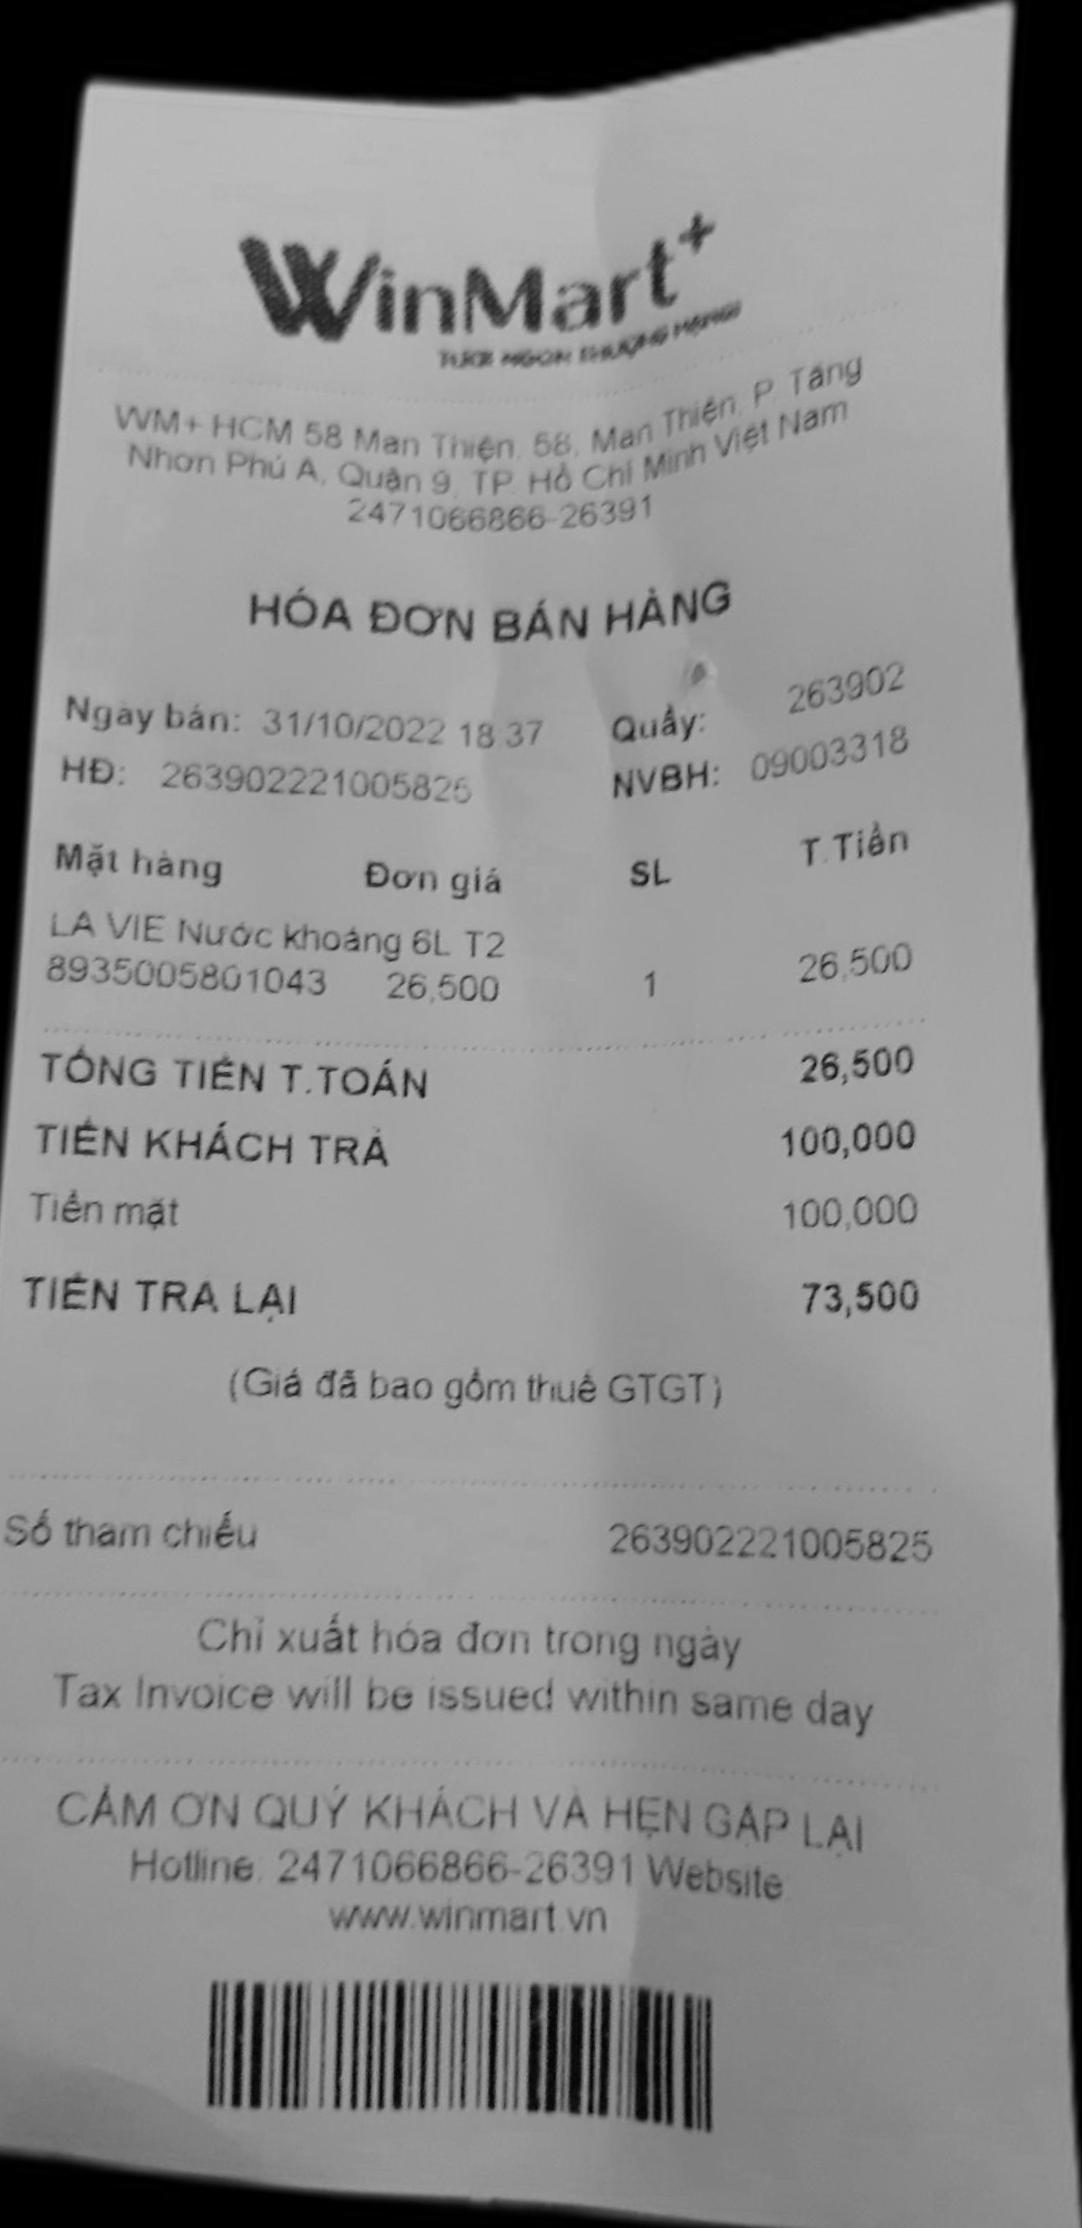 WinMart+
TƯƠI NGON THƯỢNG HẠNG!
WM+ HCM 58 Man Thiện, 58, Man Thiện, P. Tăng
Nhơn Phú A, Quận 9, TP. Hồ Chí Minh Việt Nam
2471066866-26391
HÓA ĐƠN BÁN HÀNG
Ngày bán: 31/10/2022 18:37 Quầy: 263902
HĐ: 263902221005825 NVBH: 09003318
Mặt hàng Đơn giá SL T.Tiền
LA VIE Nước khoáng 6L T2
8935005801043 26,500 1 26,500
TỔNG TIỀN T.TOÁN 26,500
TIỀN KHÁCH TRẢ 100,000
Tiền mặt 100,000
TIỀN TRẢ LẠI 73,500
(Giá đã bao gồm thuế GTGT)
Số tham chiếu 263902221005825
Chỉ xuất hóa đơn trong ngày
Tax Invoice will be issued within same day
CẢM ƠN QUÝ KHÁCH VÀ HẸN GẶP LẠI
Hotline: 2471066866-26391 Website:
www.winmart.vn